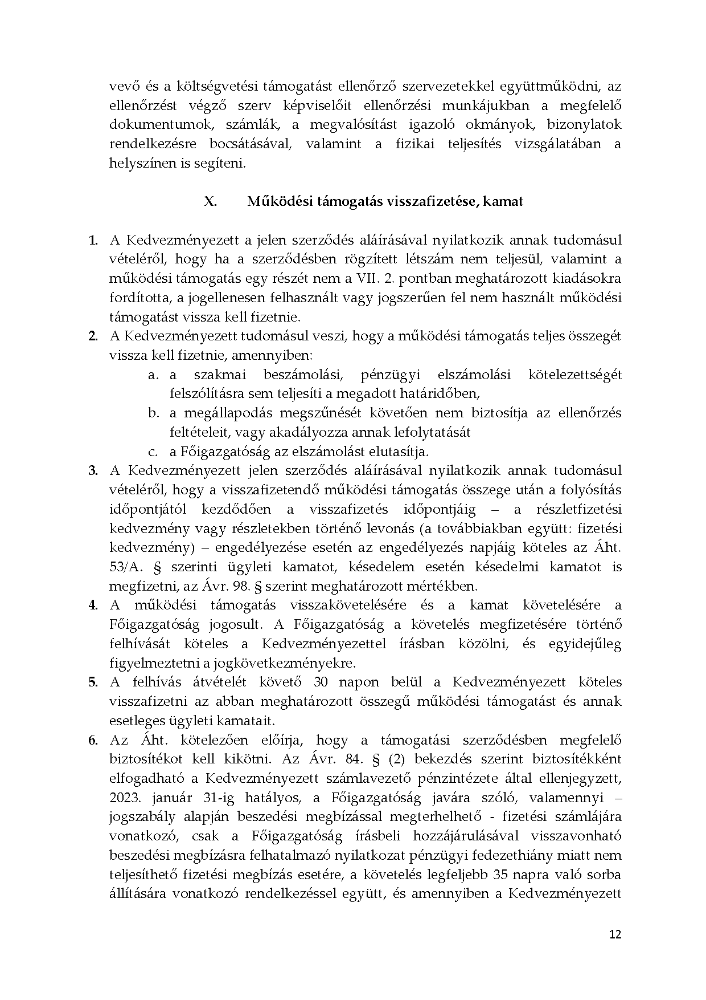 vevő és a költségvetési támogatást ellenőrző szervezetekkel együttműködni, az
ellenőrzést végző szerv képviselőit ellenőrzési munkájukban a megfelelő
dokumentumok, számlák, a megvalósítást igazoló okmányok, bizonylatok
rendelkezésre bocsátásával, valamint a fizikai teljesítés vizsgálatában a
helyszínen is segíteni.
X. Működési támogatás visszafizetése, kamat
1. A Kedvezményezett a jelen szerződés aláírásával nyilatkozik annak tudomásul
vételéről, hogy ha a szerződésben rögzített létszám nem teljesül, valamint a
működési támogatás egy részét nem a VII. 2. pontban meghatározott kiadásokra
fordította, a jogellenesen felhasznált vagy jogszerűen fel nem használt működési
támogatást vissza kell fizetnie.
2. A Kedvezményezett tudomásul veszi, hogy a működési támogatás teljes összegét
vissza kell fizetnie, amennyiben:
a. a szakmai beszámolási, pénzügyi elszámolási kötelezettségét
felszólításra sem teljesíti a megadott határidőben,
b. a megállapodás megszűnését követően nem biztosítja az ellenőrzés
feltételeit, vagy akadályozza annak lefolytatását
c. a Főigazgatóság az elszámolást elutasítja.
3. A Kedvezményezett jelen szerződés aláírásával nyilatkozik annak tudomásul
vételéről, hogy a visszafizetendő működési támogatás összege után a folyósítás
időpontjától kezdődően a visszafizetés időpontjáig – a részletfizetési
kedvezmény vagy részletekben történő levonás (a továbbiakban együtt: fizetési
kedvezmény) – engedélyezése esetén az engedélyezés napjáig köteles az Áht.
53/A. § szerinti ügyleti kamatot, késedelem esetén késedelmi kamatot is
megfizetni, az Ávr. 98. § szerint meghatározott mértékben.
4. A működési támogatás visszakövetelésére és a kamat követelésére a
Főigazgatóság jogosult. A Főigazgatóság a követelés megfizetésére történő
felhívását köteles a Kedvezményezettel írásban közölni, és egyidejűleg
figyelmeztetni a jogkövetkezményekre.
5. A felhívás átvételét követő 30 napon belül a Kedvezményezett köteles
visszafizetni az abban meghatározott összegű működési támogatást és annak
esetleges ügyleti kamatait.
6. Az Áht. kötelezően előírja, hogy a támogatási szerződésben megfelelő
biztosítékot kell kikötni. Az Ávr. 84. § (2) bekezdés szerint biztosítékként
elfogadható a Kedvezményezett számlavezető pénzintézete által ellenjegyzett,
2023. január 31-ig hatályos, a Főigazgatóság javára szóló, valamennyi –
jogszabály alapján beszedési megbízással megterhelhető - fizetési számlájára
vonatkozó, csak a Főigazgatóság írásbeli hozzájárulásával visszavonható
beszedési megbízásra felhatalmazó nyilatkozat pénzügyi fedezethiány miatt nem
teljesíthető fizetési megbízás esetére, a követelés legfeljebb 35 napra való sorba
állítására vonatkozó rendelkezéssel együtt, és amennyiben a Kedvezményezett
12